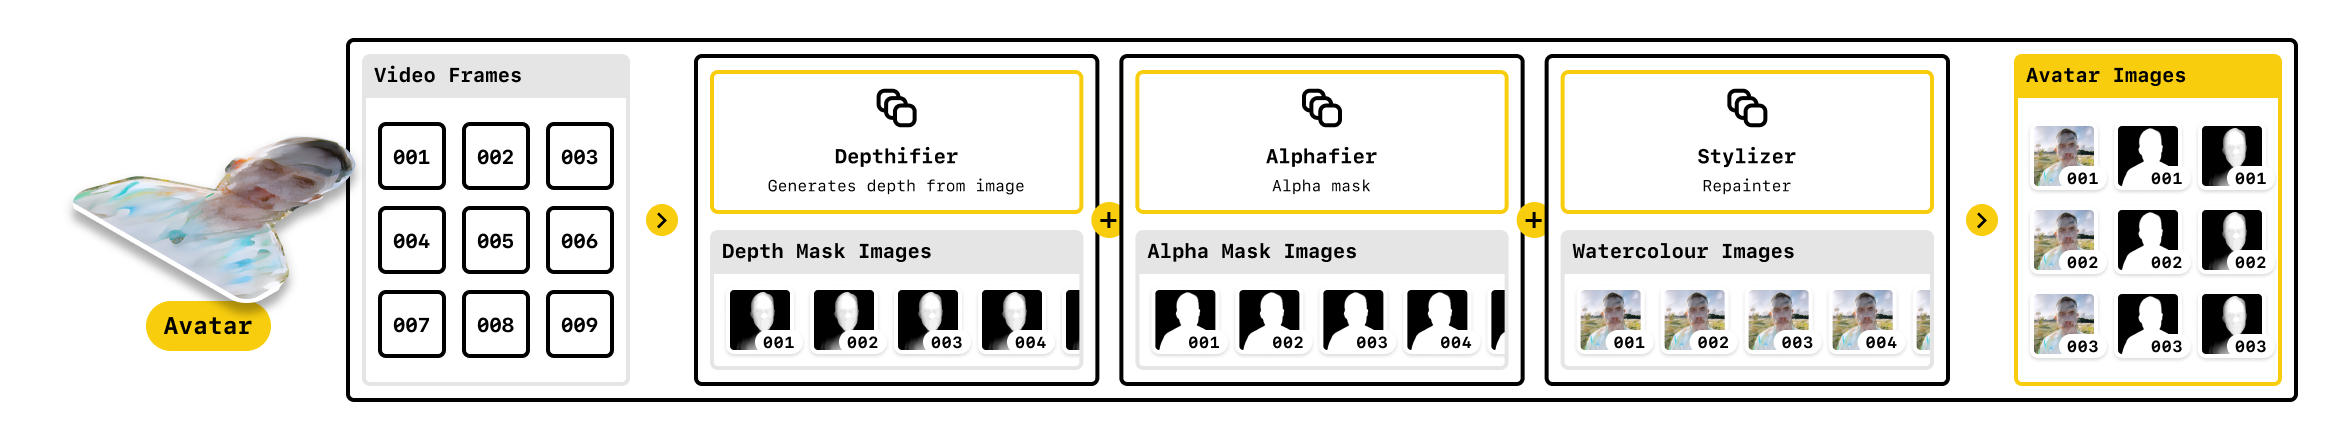 Avatar
Video Frames
001 002 003
004 005 006
007 008 009
Depthifier
Generates depth from image
Depth Mask Images
001 002 003 004
Alphafier
Alpha mask
Alpha Mask Images
001 002 003 004
Stylizer
Repainter
Watercolour Images
001 002 003 004
Avatar Images
001 001 001
002 002 002
003 003 003